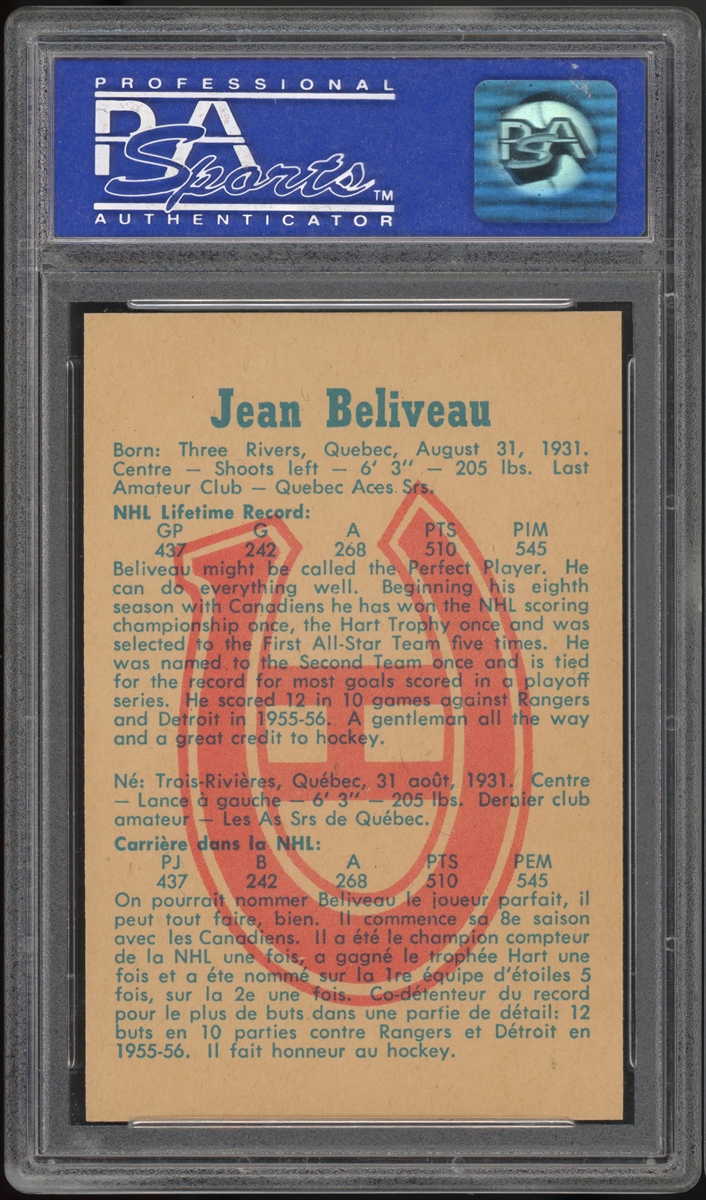 PROFESSIONAL
PSA
Sports™
AUTHENTICATOR
PSA
Jean Beliveau
Born: Three Rivers, Quebec, August 31, 1931.
Centre — Shoots left — 6' 3" — 205 lbs. Last
Amateur Club — Quebec Aces Srs.
NHL Lifetime Record:
GP G A PTS PIM
437 242 268 510 545
Beliveau might be called the Perfect Player. He
can do everything well. Beginning his eighth
season with Canadiens he has won the NHL scoring
championship once, the Hart Trophy once and was
selected to the First All-Star Team five times. He
was named to the Second Team once and is tied
for the record for most goals scored in a playoff
series. He scored 12 in 10 games against Rangers
and Detroit in 1955-56. A gentleman all the way
and a great credit to hockey.
Né: Trois-Rivières, Québec, 31 août, 1931. Centre
— Lance à gauche — 6' 3" — 205 lbs. Dernier club
amateur — Les As Srs de Québec.
Carrière dans la NHL:
PJ B A PTS PEM
437 242 268 510 545
On pourrait nommer Beliveau le joueur parfait, il
peut tout faire, bien. Il commence sa 8e saison
avec les Canadiens. Il a été le champion compteur
de la NHL une fois, a gagné le trophée Hart une
fois et a éte nommé sur la 1re équipe d'étoiles 5
fois, sur la 2e une fois. Co-détenteur du record
pour le plus de buts dans une partie de détail: 12
buts en 10 parties contre Rangers et Détroit en
1955-56. Il fait honneur au hockey.